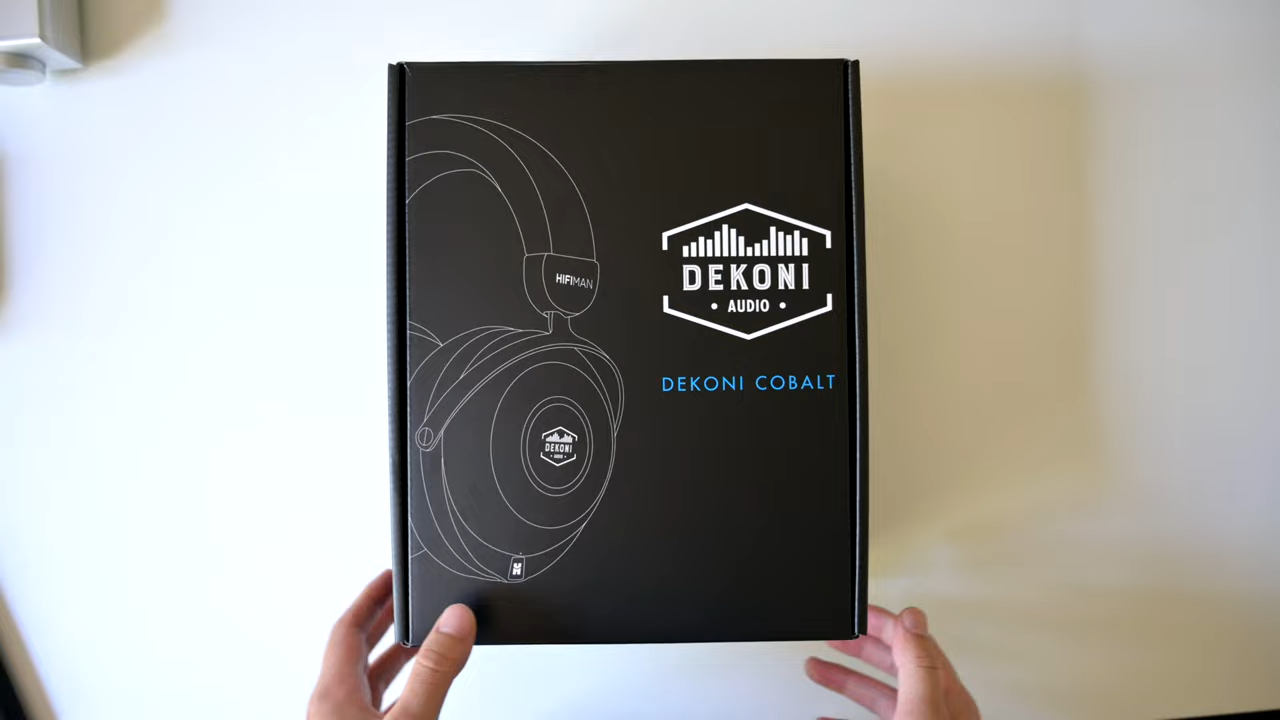 HIFIMAN
DEKONI
AUDIO
DEKONI COBALT
DEKONI
AUDIO